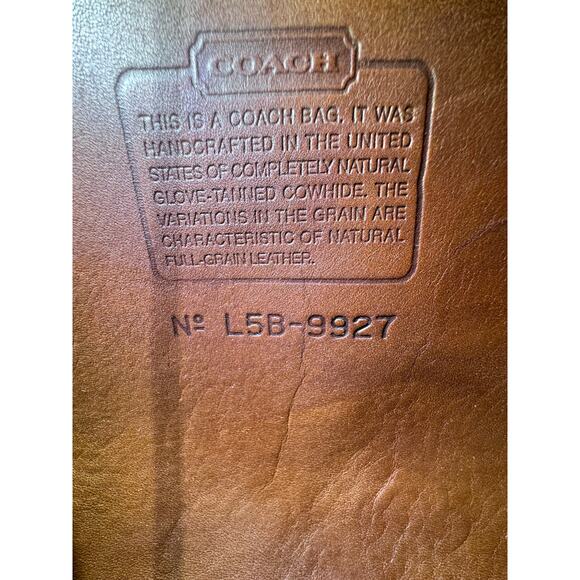 COACH
THIS IS A COACH BAG. IT WAS
HANDCRAFTED IN THE UNITED
STATES OF COMPLETELY NATURAL
GLOVE-TANNED COWHIDE. THE
VARIATIONS IN THE GRAIN ARE
CHARACTERISTIC OF NATURAL
FULL-GRAIN LEATHER.
Nº L5B-9927